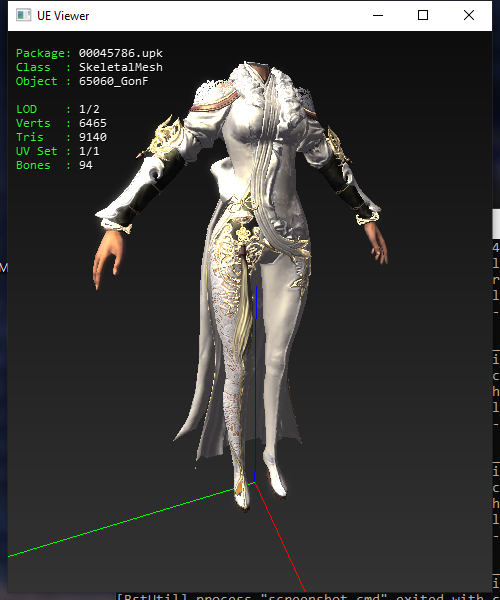 UE Viewer
Package: 00045786.upk
Class : SkeletalMesh
Object : 65060_GonF
LOD : 1/2
Verts : 6465
Tris : 9140
UV Set : 1/1
Bones : 94
M
[BstUtil] process "screenshot.cmd" exited with c